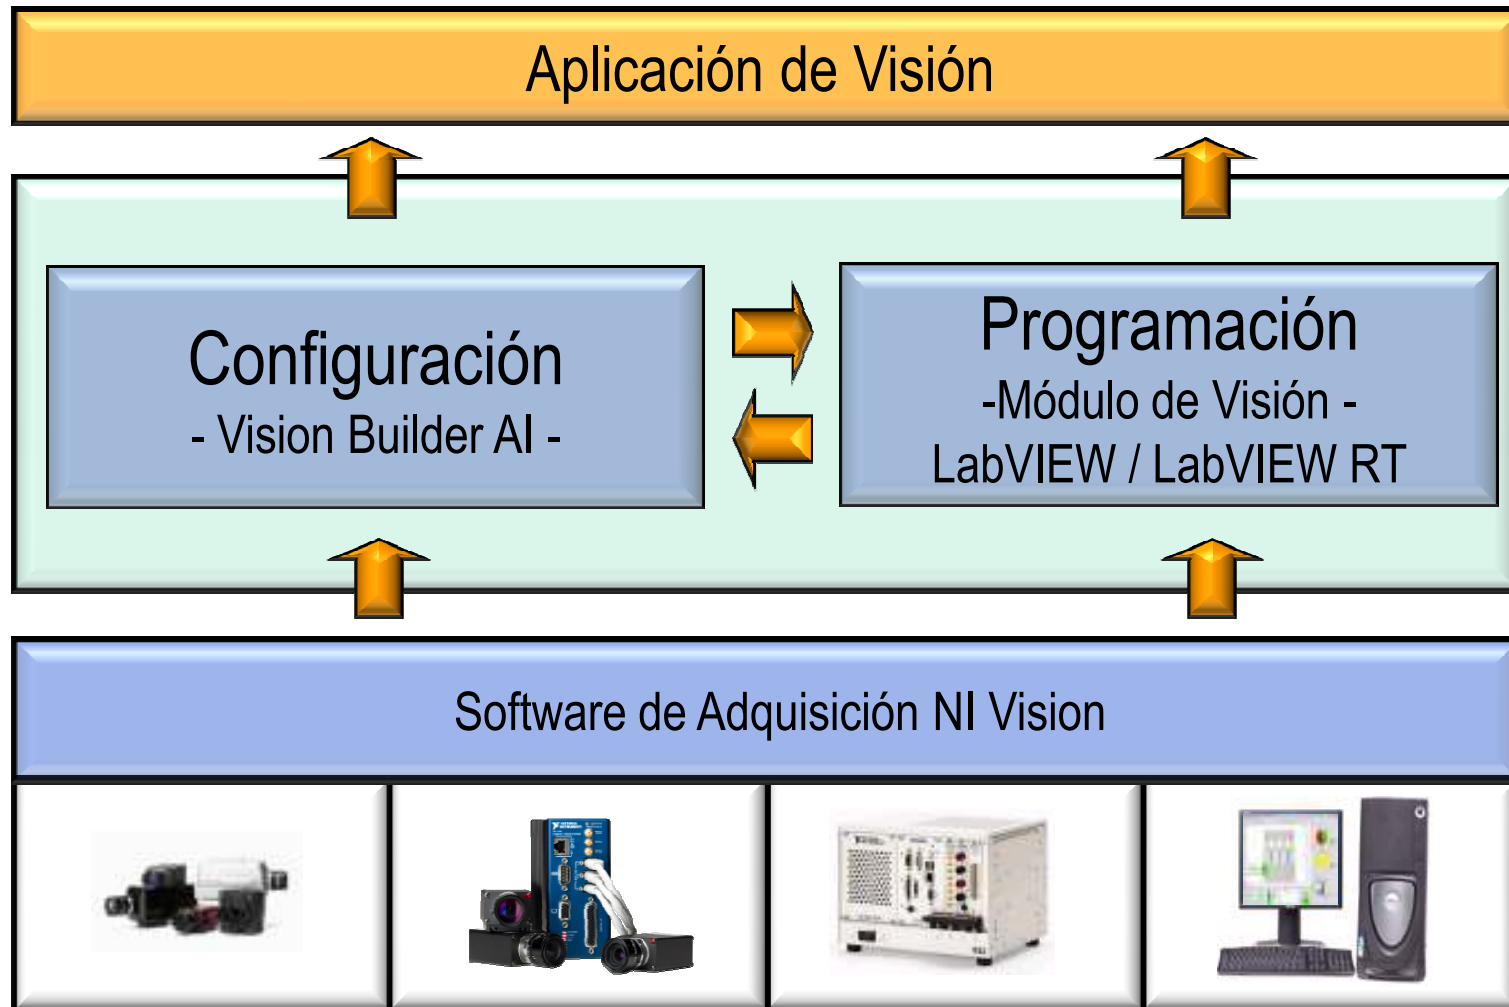 Aplicación de Visión
Configuración
- Vision Builder AI -
Programación
-Módulo de Visión -
LabVIEW / LabVIEW RT
Software de Adquisición NI Vision